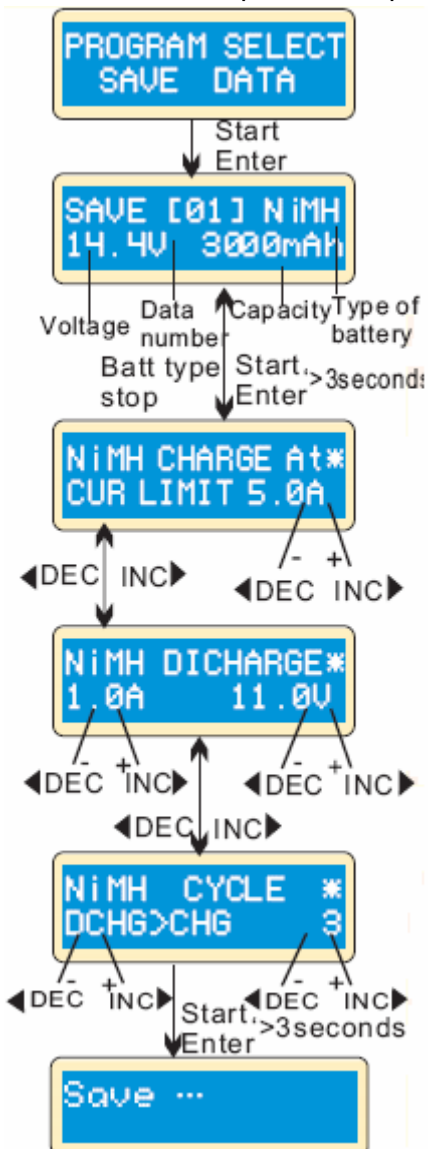 PROGRAM SELECT
SAVE DATA
Start
Enter
SAVE [01] NiMH
14.4V 3000mAh
Voltage
Data
number
Capacity
Type of
battery
Batt type
stop
Start
Enter
>3seconds
NiMH CHARGE At*
CUR LIMIT 5.0A
- +
◀DEC INC▶
◀DEC INC▶
NiMH DICHARGE*
1.0A 11.0V
- +
◀DEC INC▶
- +
◀DEC INC▶
◀DEC INC▶
NiMH CYCLE *
DCHG>CHG 3
- +
◀DEC INC▶
- +
◀DEC INC▶
Start
Enter
>3seconds
Save ...